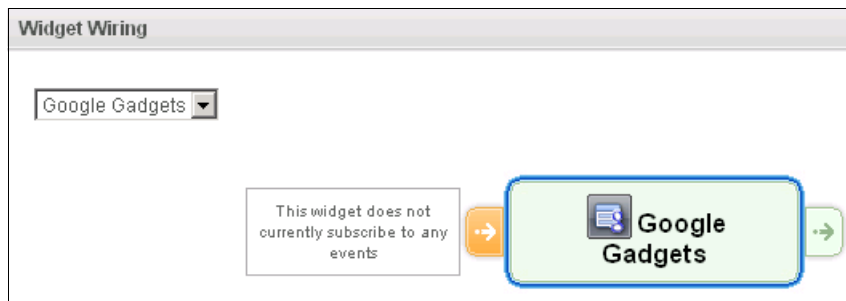 Widget Wiring
Google Gadgets
This widget does not
currently subscribe to any
events
Google
Gadgets